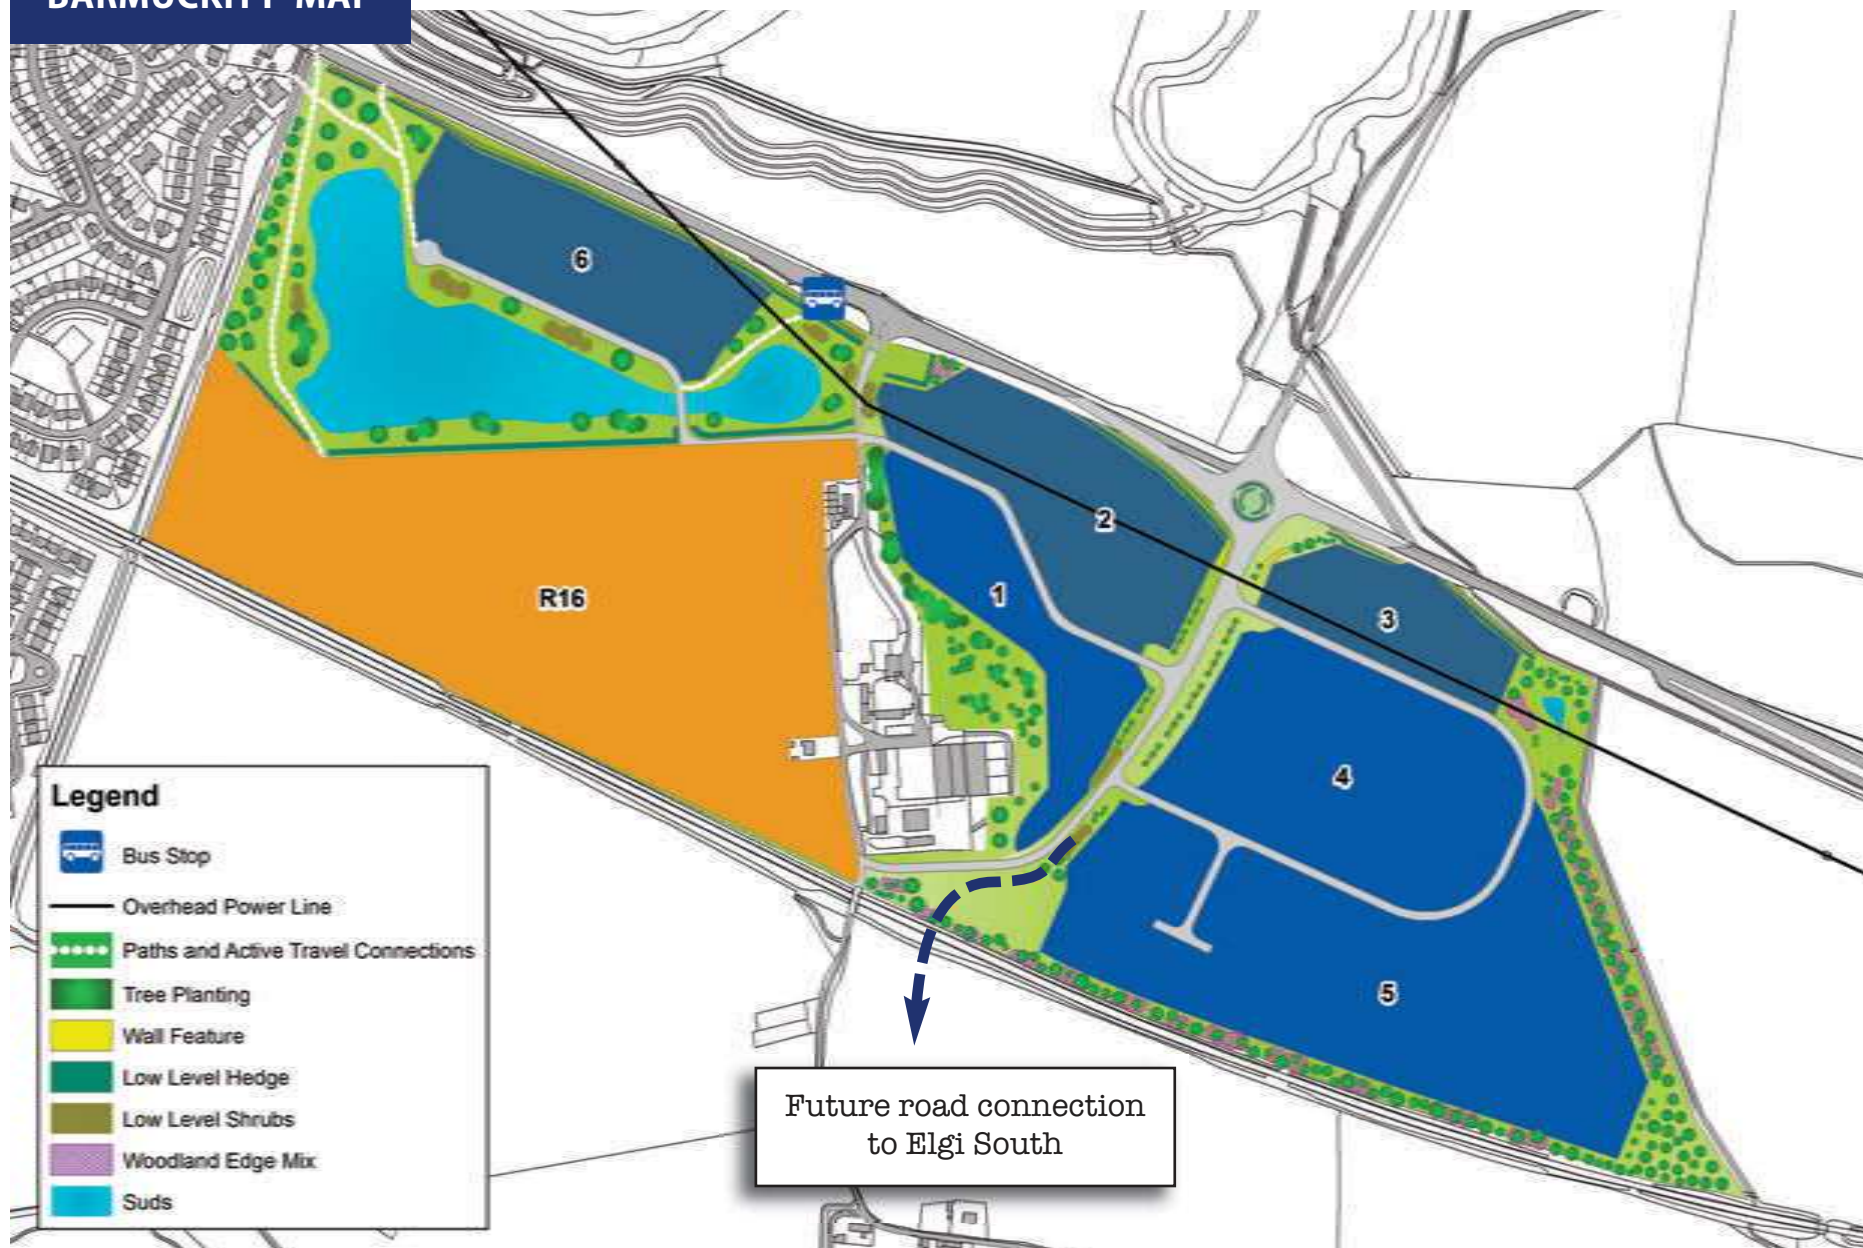 BARMUCKITY MAP
6
2
R16
1
3
4
5
Legend
Bus Stop
Overhead Power Line
Paths and Active Travel Connections
Tree Planting
Wall Feature
Low Level Hedge
Low Level Shrubs
Woodland Edge Mix
Suds
Future road connection
to Elgi South